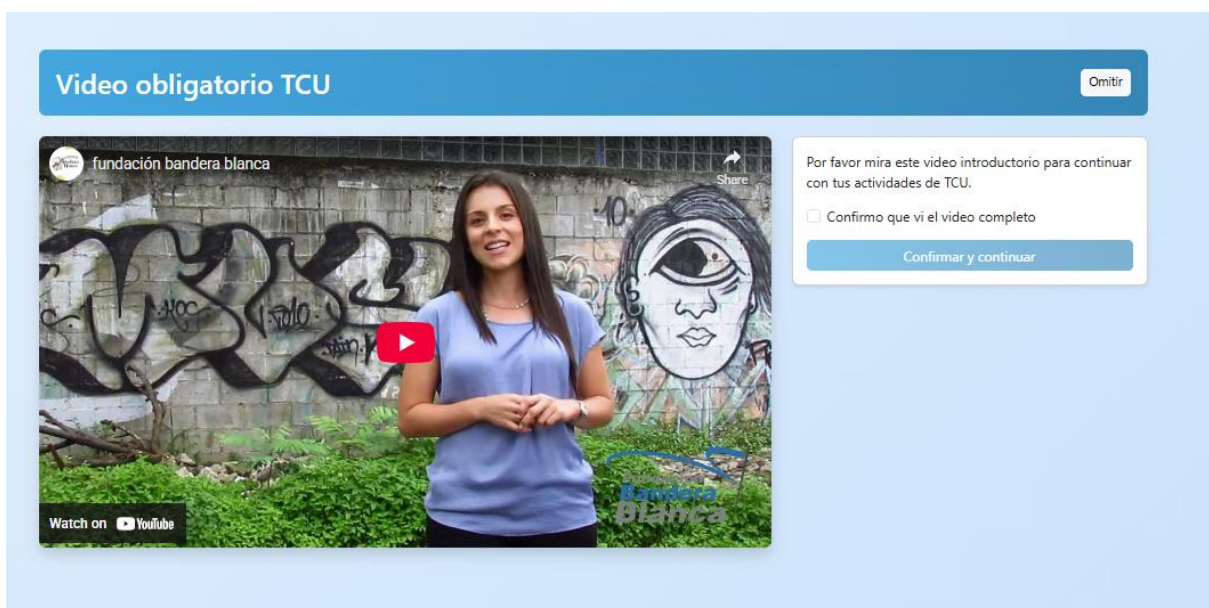 Video obligatorio TCU
Omitir
fundación bandera blanca
Share
Por favor mira este video introductorio para continuar
con tus actividades de TCU.
Confirmo que vi el video completo
Confirmar y continuar
Bandera
Blanca
Watch on YouTube